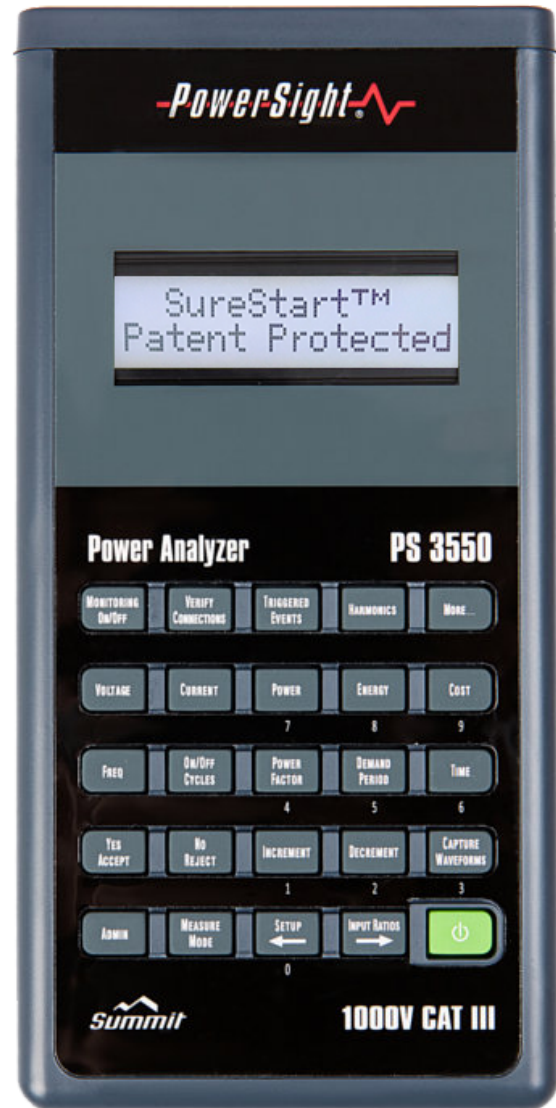 PowerSight®
SureStart™
Patent Protected
Power Analyzer PS 3550
Monitoring On/Off Verify Connections Triggered Events Harmonics More...
Voltage Current Power Energy Cost
7 8 9
Freq On/Off Cycles Power Factor Demand Period Time
4 5 6
Yes Accept No Reject Increment Decrement Capture Waveforms
1 2 3
Admin Measure Mode Setup Input Ratios
0
Summit 1000V CAT III